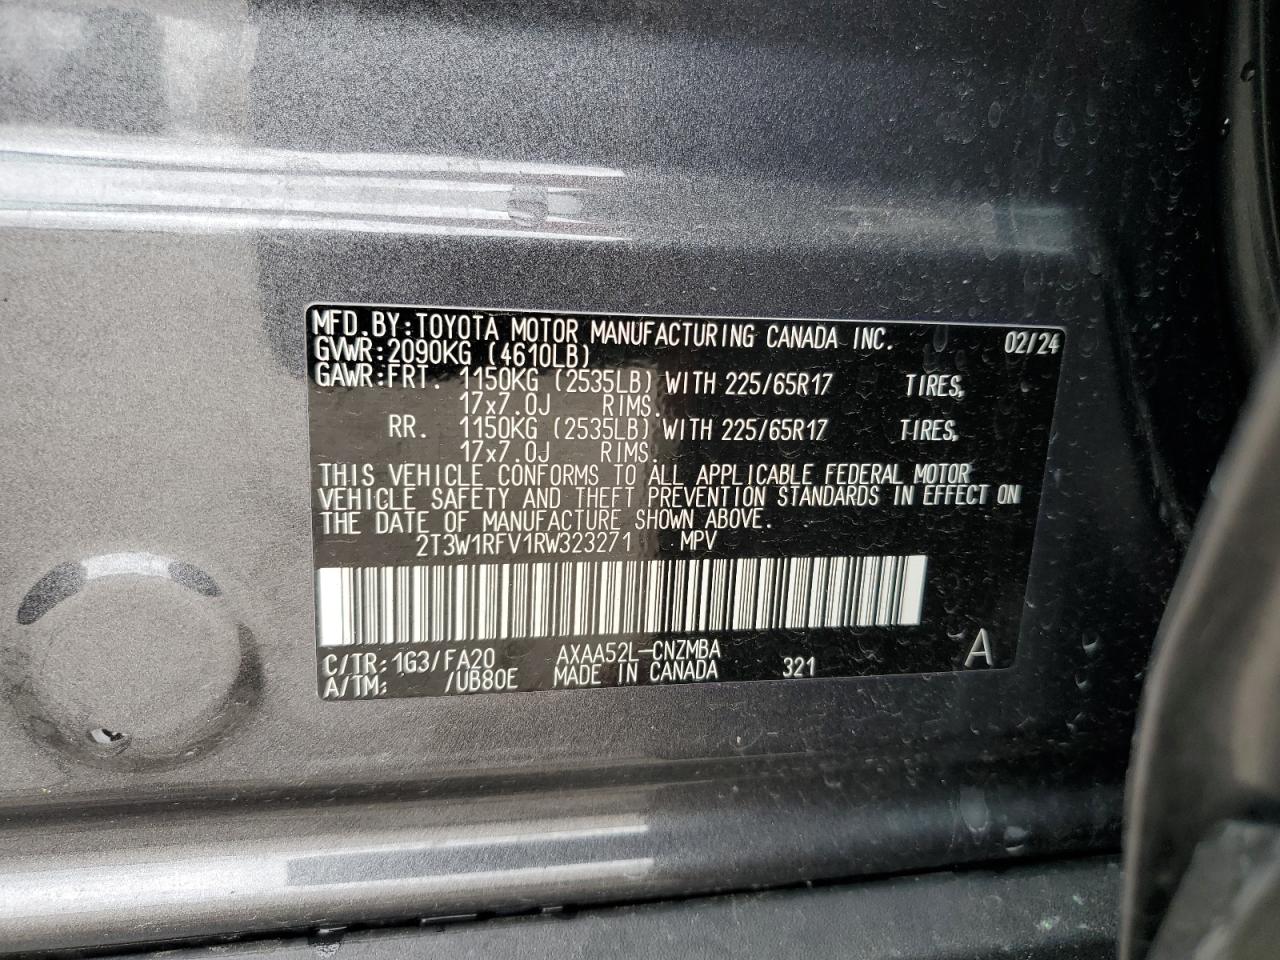 MFD.BY:TOYOTA MOTOR MANUFACTURING CANADA INC. 02/24
GVWR:2090KG (4610LB)
GAWR:FRT. 1150KG (2535LB) WITH 225/65R17 TIRES,
17x7.0J RIMS.
RR. 1150KG (2535LB) WITH 225/65R17 TIRES,
17x7.0J RIMS.
THIS VEHICLE CONFORMS TO ALL APPLICABLE FEDERAL MOTOR
VEHICLE SAFETY AND THEFT PREVENTION STANDARDS IN EFFECT ON
THE DATE OF MANUFACTURE SHOWN ABOVE.
2T3W1RFV1RW323271 MPV
C/TR:1G3/FA20 AXAA52L-CNZMBA 321 A
A/TM: /UB80E MADE IN CANADA